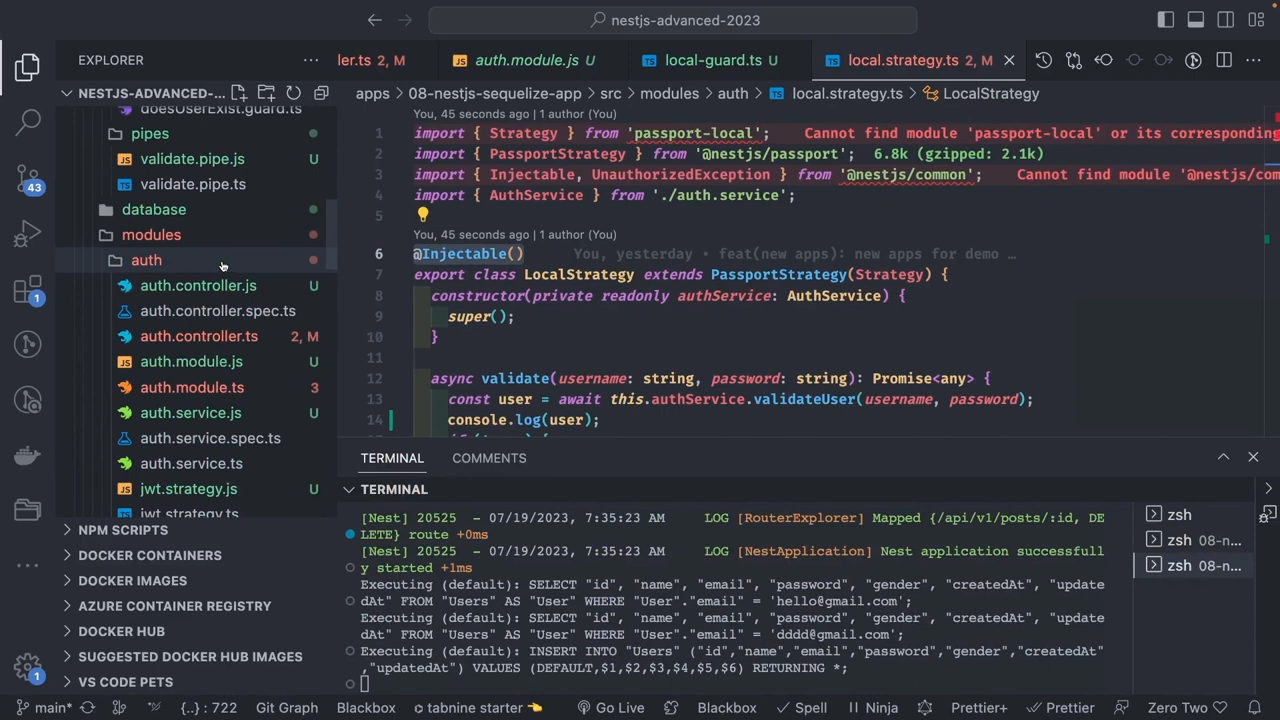 nestjs-advanced-2023
EXPLORER
ler.ts 2, M
auth.module.js U
local-guard.ts U
local.strategy.ts 2, M
NESTJS-ADVANCED-...
apps > 08-nestjs-sequelize-app > src > modules > auth > local.strategy.ts > LocalStrategy
doesUserExist.guard.ts
pipes
validate.pipe.js U
validate.pipe.ts
database
modules
auth
auth.controller.js U
auth.controller.spec.ts
auth.controller.ts 2, M
auth.module.js U
auth.module.ts 3
auth.service.js U
auth.service.spec.ts
auth.service.ts
jwt.strategy.js U
jwt.strategy.ts
NPM SCRIPTS
DOCKER CONTAINERS
DOCKER IMAGES
AZURE CONTAINER REGISTRY
DOCKER HUB
SUGGESTED DOCKER HUB IMAGES
VS CODE PETS
43
1
1
You, 45 seconds ago | 1 author (You)
1 import { Strategy } from 'passport-local'; Cannot find module 'passport-local' or its corresponding
2 import { PassportStrategy } from '@nestjs/passport'; 6.8k (gzipped: 2.1k)
3 import { Injectable, UnauthorizedException } from '@nestjs/common'; Cannot find module '@nestjs/com
4 import { AuthService } from './auth.service';
5
You, 45 seconds ago | 1 author (You)
6 @Injectable() You, yesterday • feat(new apps): new apps for demo …
7 export class LocalStrategy extends PassportStrategy(Strategy) {
8 constructor(private readonly authService: AuthService) {
9 super();
10 }
11
12 async validate(username: string, password: string): Promise<any> {
13 const user = await this.authService.validateUser(username, password);
14 console.log(user);
TERMINAL COMMENTS
TERMINAL
[Nest] 20525 - 07/19/2023, 7:35:23 AM LOG [RouterExplorer] Mapped {/api/v1/posts/:id, DE
LETE} route +0ms
[Nest] 20525 - 07/19/2023, 7:35:23 AM LOG [NestApplication] Nest application successfull
y started +1ms
Executing (default): SELECT "id", "name", "email", "password", "gender", "createdAt", "update
dAt" FROM "Users" AS "User" WHERE "User"."email" = 'hello@gmail.com';
Executing (default): SELECT "id", "name", "email", "password", "gender", "createdAt", "update
dAt" FROM "Users" AS "User" WHERE "User"."email" = 'dddd@gmail.com';
Executing (default): INSERT INTO "Users" ("id","name","email","password","gender","createdAt"
,"updatedAt") VALUES (DEFAULT,$1,$2,$3,$4,$5,$6) RETURNING *;
zsh
zsh 08-n...
zsh 08-n...
main* {..} : 722 Git Graph Blackbox tabnine starter Go Live Blackbox Spell Ninja Prettier+ Prettier Zero Two